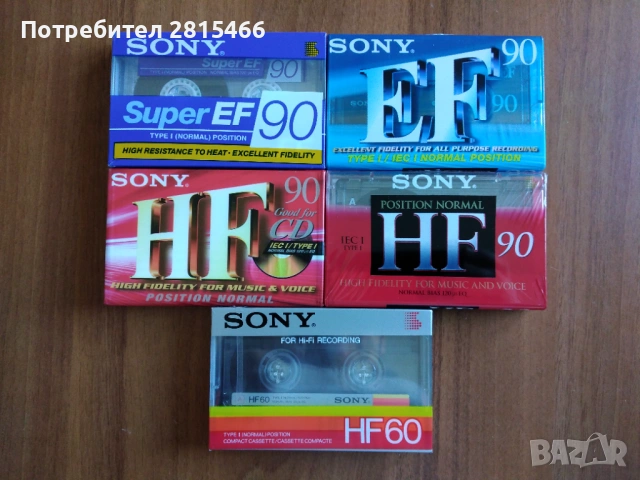 Потребител 2815466
SONY
90
Super EF 90
TYPE I (NORMAL) POSITION
HIGH RESISTANCE TO HEAT · EXCELLENT FIDELITY
SONY
EF 90
90
EXCELLENT FIDELITY FOR ALL PURPOSE RECORDING
TYPE I / IEC I NORMAL POSITION
SONY
HF 90
Good for
CD
IEC I / TYPE I
HIGH FIDELITY FOR MUSIC & VOICE
POSITION NORMAL
SONY
A
POSITION NORMAL
IEC I
TYPE I
HF 90
HIGH FIDELITY FOR MUSIC AND VOICE
SONY
FOR Hi-Fi RECORDING
HF60 SONY
TYPE I (NORMAL) POSITION
COMPACT CASSETTE/CASSETTE COMPACTE
HF60
BAZAR